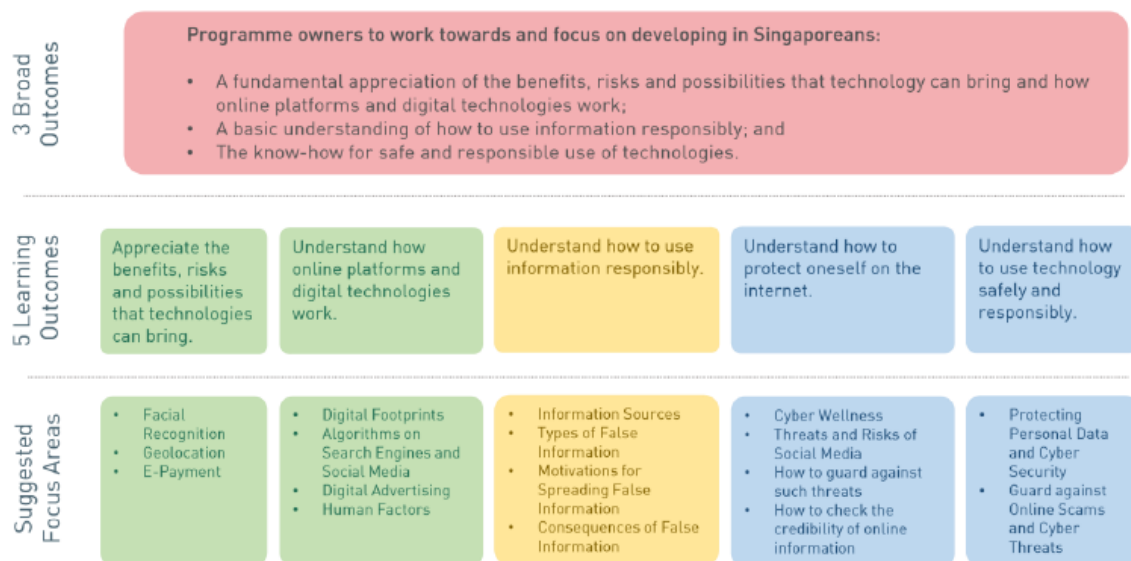 3 Broad
Outcomes
Programme owners to work towards and focus on developing in Singaporeans:
• A fundamental appreciation of the benefits, risks and possibilities that technology can bring and how
online platforms and digital technologies work;
• A basic understanding of how to use information responsibly; and
• The know-how for safe and responsible use of technologies.
5 Learning
Outcomes
Appreciate the
benefits, risks
and possibilities
that technologies
can bring.
Understand how
online platforms and
digital technologies
work.
Understand how to use
information responsibly.
Understand how to
protect oneself on the
internet.
Understand how
to use technology
safely and
responsibly.
Suggested
Focus Areas
• Facial
Recognition
• Geolocation
• E-Payment
• Digital Footprints
• Algorithms on
Search Engines and
Social Media
• Digital Advertising
• Human Factors
• Information Sources
• Types of False
Information
• Motivations for
Spreading False
Information
• Consequences of False
Information
• Cyber Wellness
• Threats and Risks of
Social Media
• How to guard against
such threats
• How to check the
credibility of online
information
• Protecting
Personal Data
and Cyber
Security
• Guard against
Online Scams
and Cyber
Threats